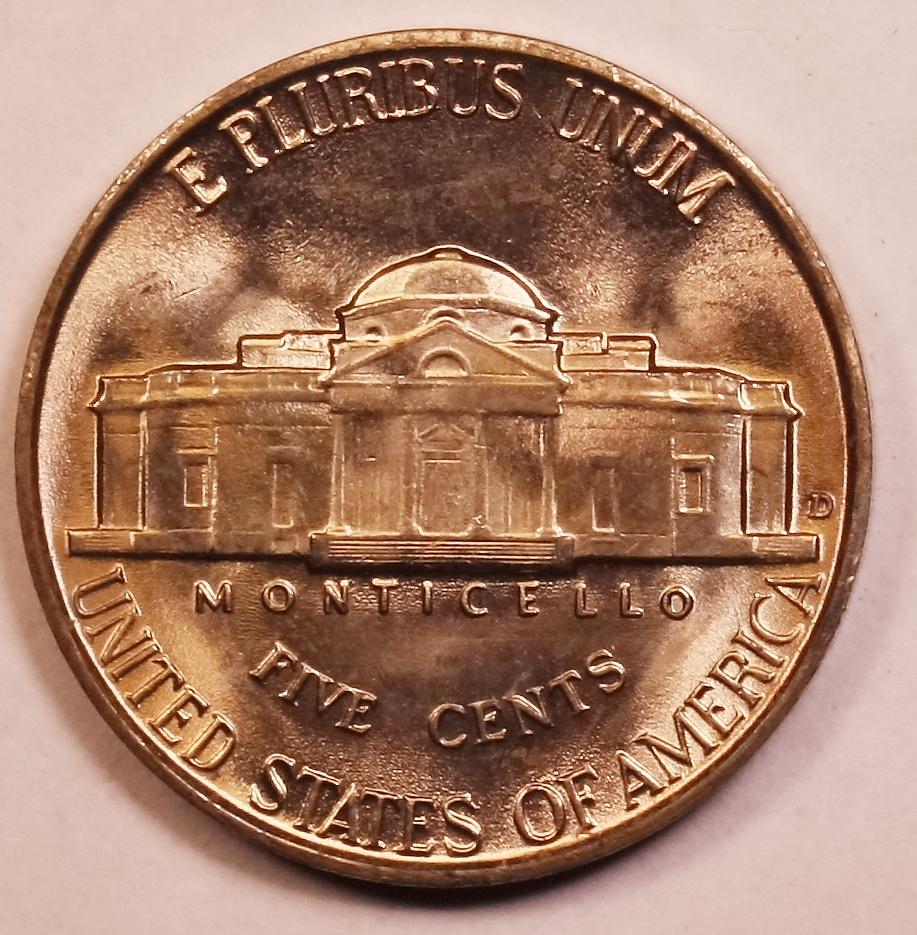 E PLURIBUS UNUM
D
MONTICELLO
FIVE CENTS
UNITED STATES OF AMERICA